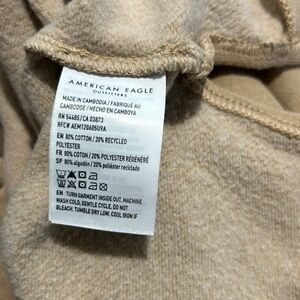 AMERICAN EAGLE
OUTFITTERS
MADE IN CAMBODIA / FABRIQUÉ AU
CAMBODGE / HECHO EN CAMBOYA
RN 54485/CA 03873
RFC# AEM120605U9A
EN 80% COTTON / 20% RECYCLED
POLYESTER
FR 80% COTON / 20% POLYESTER RÉGÉNÉRÉ
SP 80% algodón / 20% poliéster reciclado
EN TURN GARMENT INSIDE OUT. MACHINE
WASH COLD, GENTLE CYCLE. DO NOT
BLEACH. TUMBLE DRY LOW. COOL IRON IF